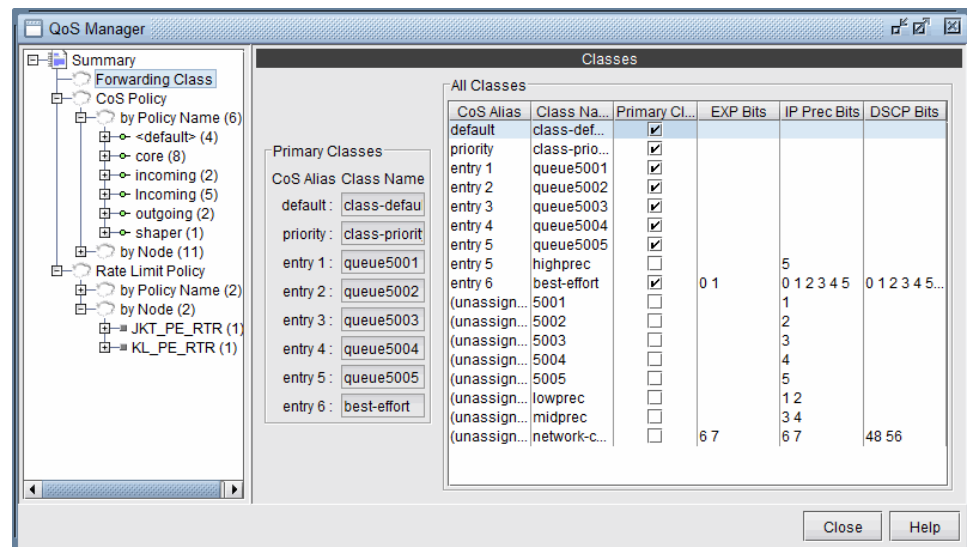 QoS Manager
Summary
Forwarding Class
CoS Policy
by Policy Name (6)
<default> (4)
core (8)
incoming (2)
Incoming (5)
outgoing (2)
shaper (1)
by Node (11)
Rate Limit Policy
by Policy Name (2)
by Node (2)
JKT_PE_RTR (1)
KL_PE_RTR (1)
Classes
Primary Classes
CoS Alias Class Name
default : class-defau
priority : class-priorit
entry 1 : queue5001
entry 2 : queue5002
entry 3 : queue5003
entry 4 : queue5004
entry 5 : queue5005
entry 6 : best-effort
All Classes
CoS Alias Class Na... Primary Cl... EXP Bits IP Prec Bits DSCP Bits
default class-def...
priority class-prio...
entry 1 queue5001
entry 2 queue5002
entry 3 queue5003
entry 4 queue5004
entry 5 queue5005
entry 5 highprec 5
entry 6 best-effort 0 1 0 1 2 3 4 5 0 1 2 3 4 5...
(unassign... 5001 1
(unassign... 5002 2
(unassign... 5003 3
(unassign... 5004 4
(unassign... 5005 5
(unassign... lowprec 1 2
(unassign... midprec 3 4
(unassign... network-c... 6 7 6 7 48 56
Close Help